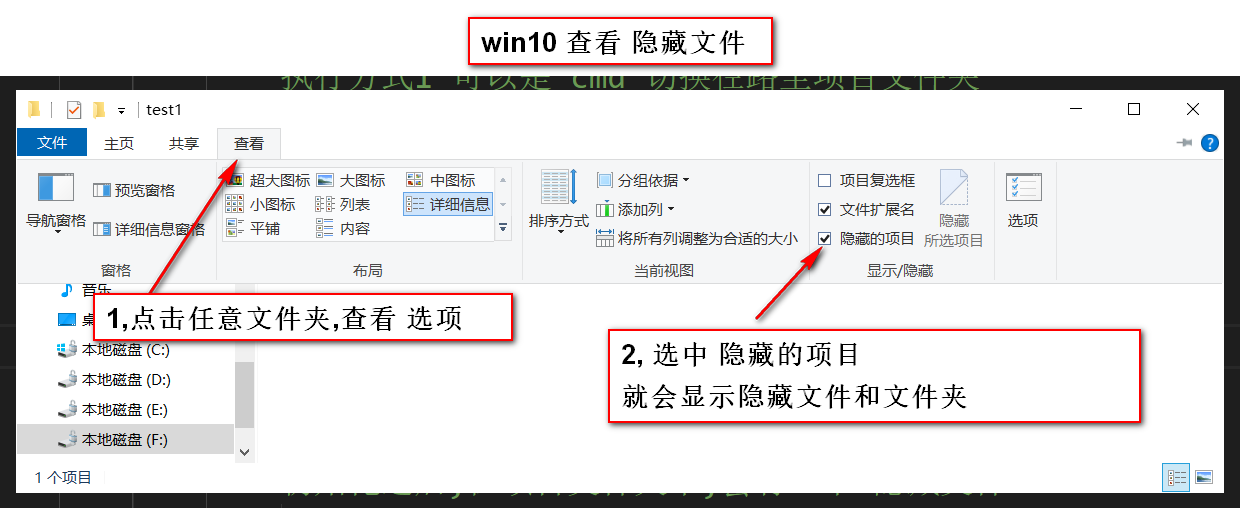 win10 查看 隐藏文件
执行方式1 可以是 cmd 切换在路全项目文件夹
test1
文件 主页 共享 查看
导航窗格
预览窗格
详细信息窗格
窗格
超大图标 大图标 中图标
小图标 列表 详细信息
平铺 内容
布局
排序方式
分组依据
添加列
将所有列调整为合适的大小
当前视图
项目复选框
文件扩展名
隐藏的项目
隐藏
所选项目
显示/隐藏
选项
音乐
1,点击任意文件夹,查看 选项
本地磁盘 (C:)
本地磁盘 (D:)
本地磁盘 (E:)
本地磁盘 (F:)
2, 选中 隐藏的项目
就会显示隐藏文件和文件夹
1 个项目